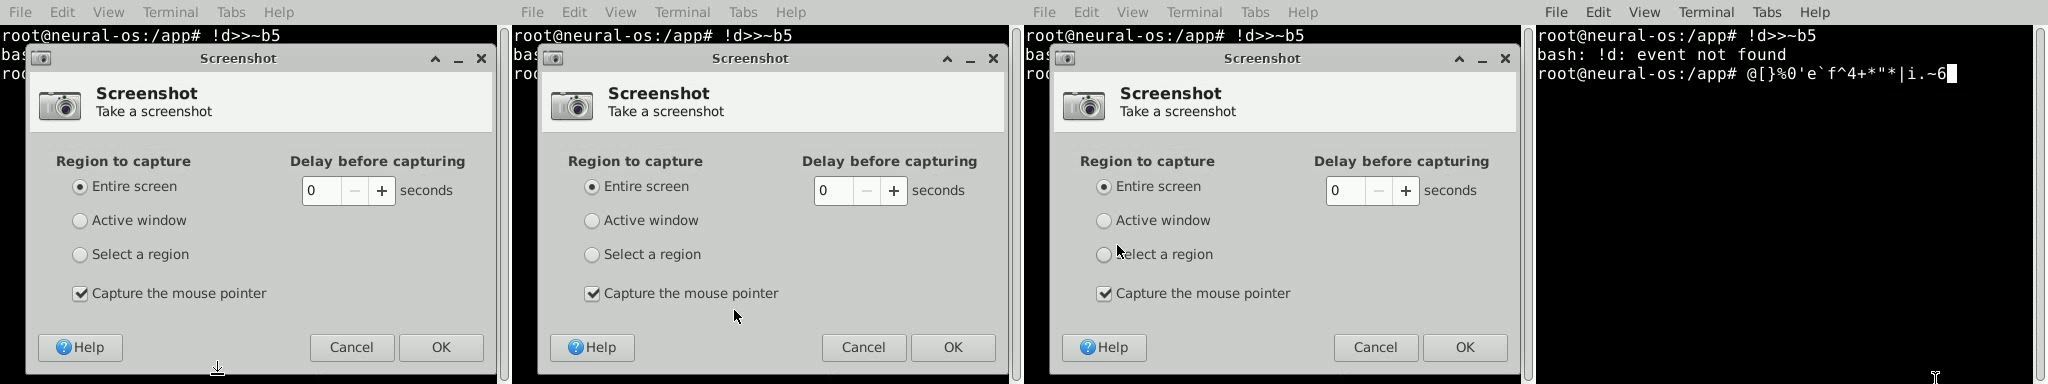 File Edit View Terminal Tabs Help
root@neural-os:/app# !d>>~b5
bas
roo
Screenshot
Screenshot
Take a screenshot
Region to capture
Delay before capturing
Entire screen
0 seconds
Active window
Select a region
Capture the mouse pointer
Help Cancel OK
File Edit View Terminal Tabs Help
root@neural-os:/app# !d>>~b5
bas
roo
Screenshot
Screenshot
Take a screenshot
Region to capture
Delay before capturing
Entire screen
0 seconds
Active window
Select a region
Capture the mouse pointer
Help Cancel OK
File Edit View Terminal Tabs Help
root@neural-os:/app# !d>>~b5
bas
roo
Screenshot
Screenshot
Take a screenshot
Region to capture
Delay before capturing
Entire screen
0 seconds
Active window
Select a region
Capture the mouse pointer
Help Cancel OK
File Edit View Terminal Tabs Help
root@neural-os:/app# !d>>~b5
bash: !d: event not found
root@neural-os:/app# @[}%0'e`f^4+*"*|i.~6